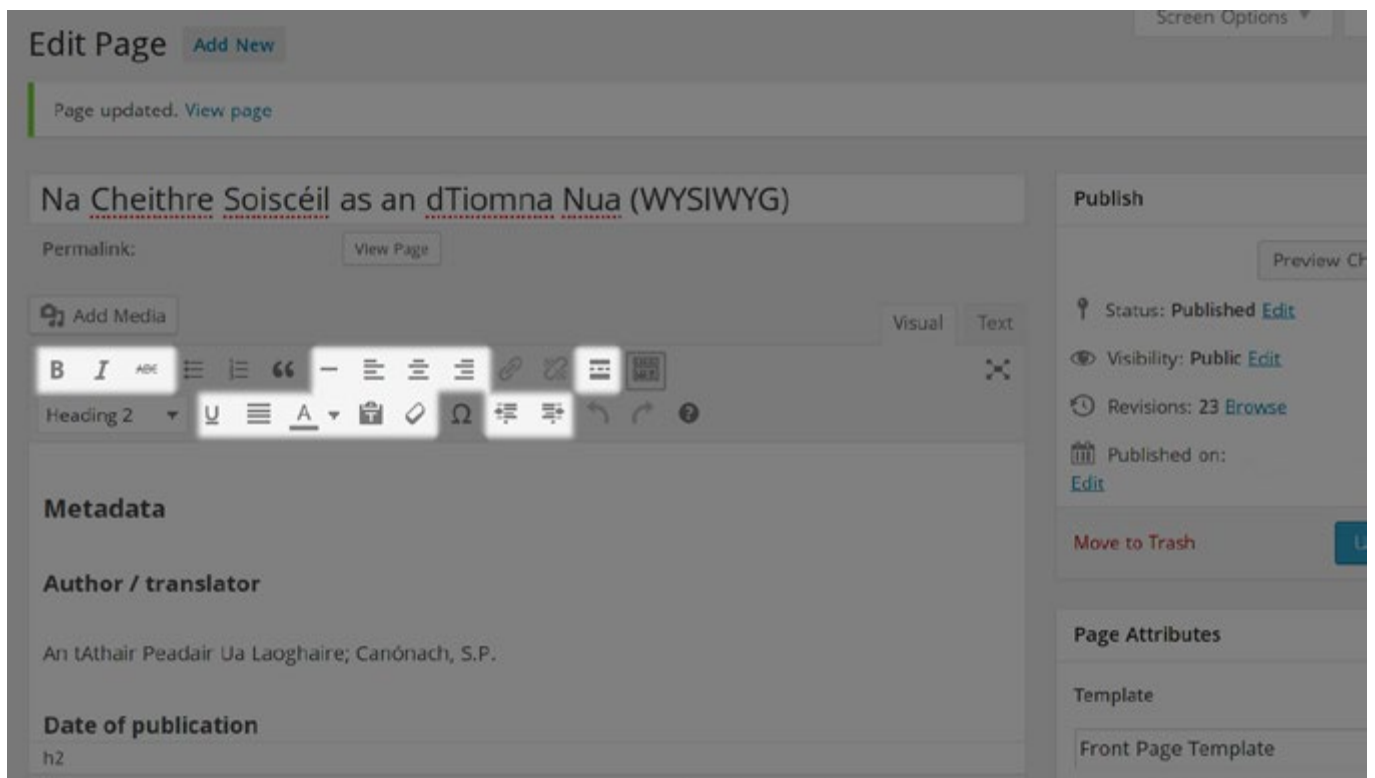 Screen Options
Edit Page Add New
Page updated. View page
Na Cheithre Soiscéil as an dTiomna Nua (WYSIWYG)
Permalink: View Page
Add Media
Visual Text
B I ABC
Heading 2 U A Ω
Metadata
Author / translator
An tAthair Peadair Ua Laoghaire; Canónach, S.P.
Date of publication
h2
Publish
Preview Ch
Status: Published Edit
Visibility: Public Edit
Revisions: 23 Browse
Published on:
Edit
Move to Trash
Page Attributes
Template
Front Page Template